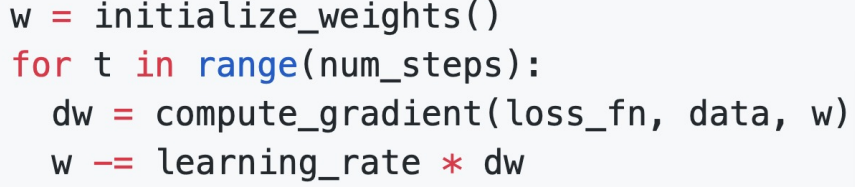 w = initialize_weights()
for t in range(num_steps):
  dw = compute_gradient(loss_fn, data, w)
  w -= learning_rate * dw